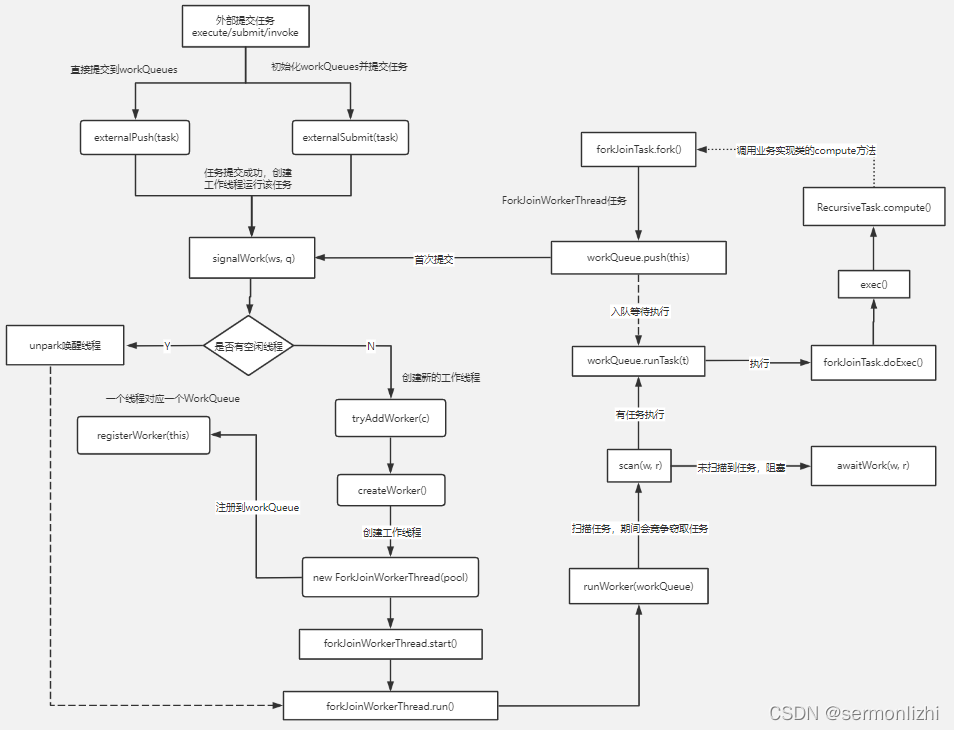 外部提交任务
execute/submit/invoke
直接提交到workQueues
初始化workQueues并提交任务
externalPush(task)
externalSubmit(task)
任务提交成功，创建
工作线程运行该任务
signalWork(ws, q)
是否有空闲线程
Y
N
unpark唤醒线程
创建新的工作线程
一个线程对应一个WorkQueue
registerWorker(this)
tryAddWorker(c)
createWorker()
注册到workQueue
创建工作线程
new ForkJoinWorkerThread(pool)
forkJoinWorkerThread.start()
forkJoinWorkerThread.run()
forkJoinTask.fork()
调用业务实现类的compute方法
ForkJoinWorkerThread任务
RecursiveTask.compute()
首次提交
workQueue.push(this)
exec()
入队等待执行
workQueue.runTask(t)
执行
forkJoinTask.doExec()
有任务执行
scan(w, r)
未扫描到任务，阻塞
awaitWork(w, r)
扫描任务，期间会竞争窃取任务
runWorker(workQueue)
CSDN @sermonlizhi